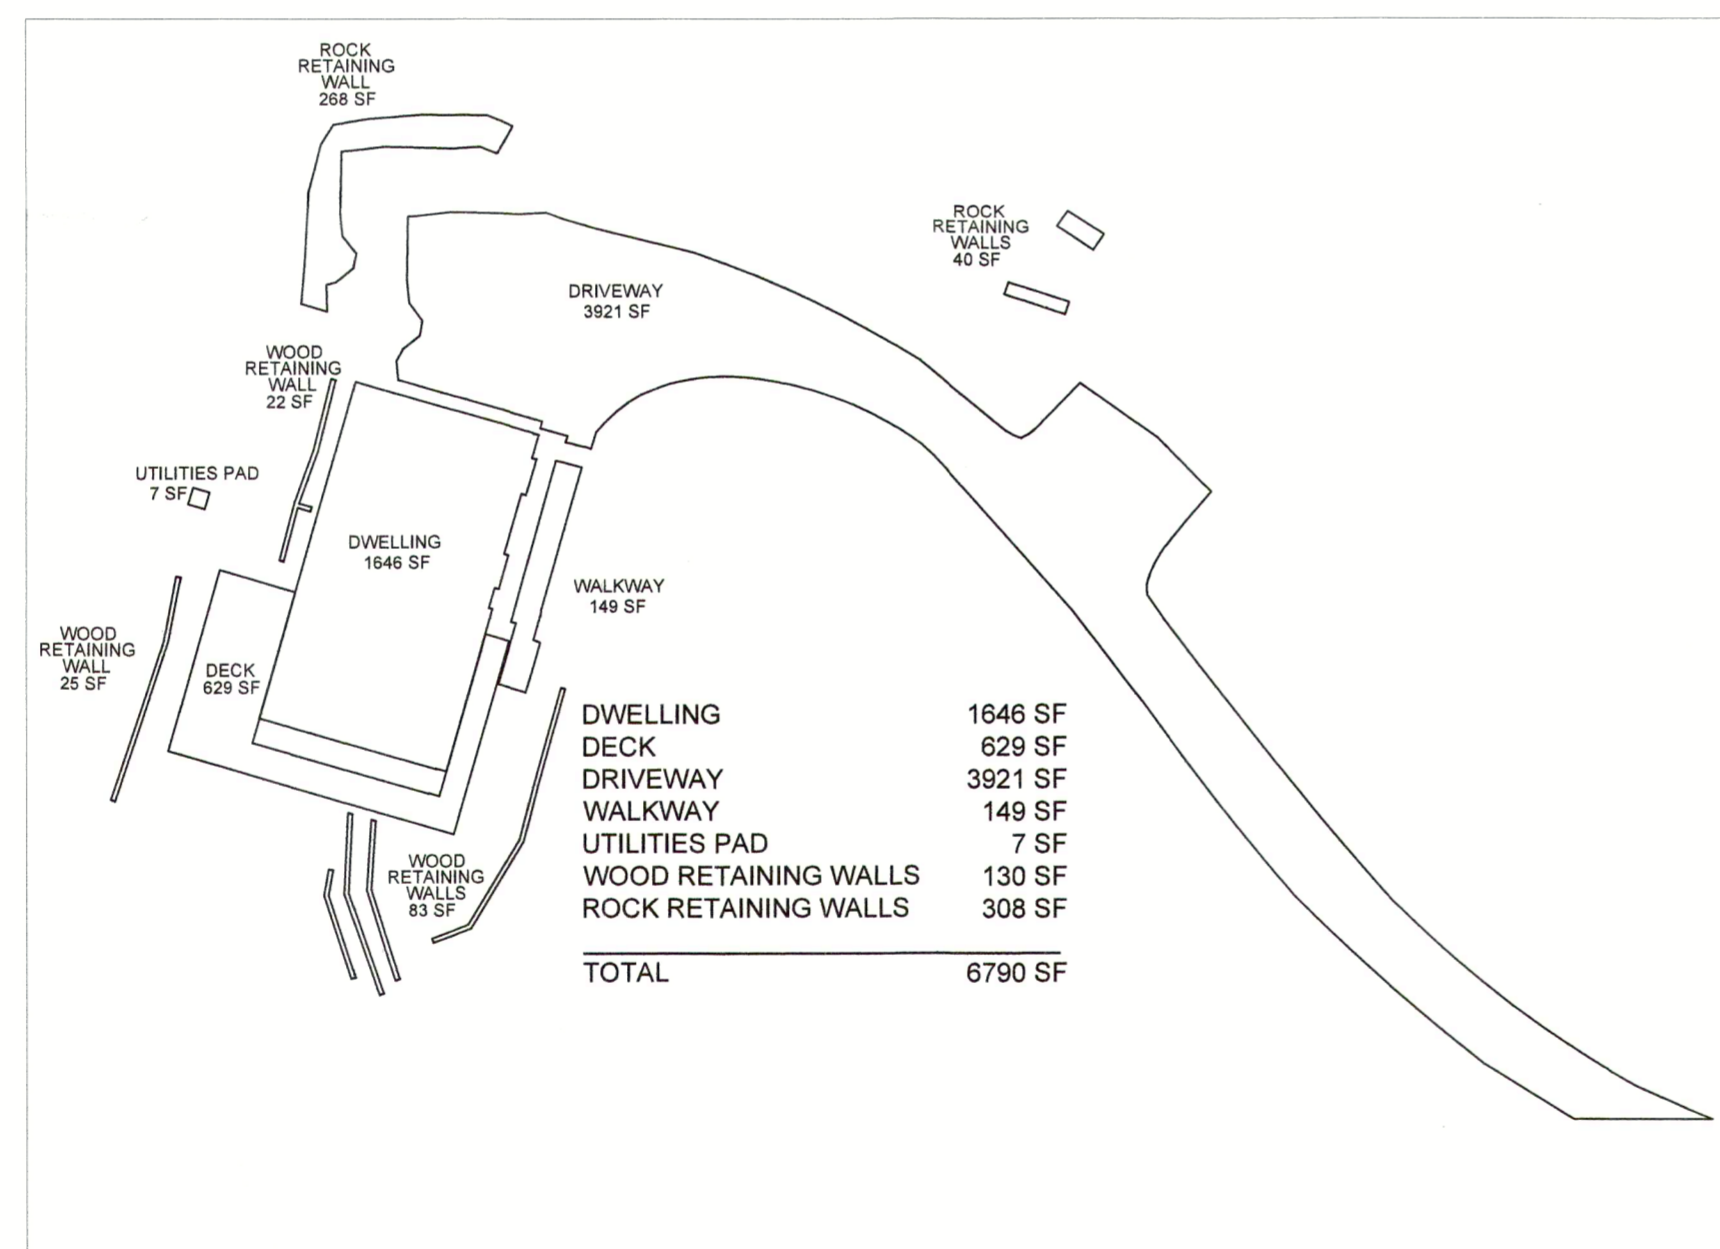 ROCK
RETAINING
WALL
268 SF
ROCK
RETAINING
WALLS
40 SF
DRIVEWAY
3921 SF
WOOD
RETAINING
WALL
22 SF
UTILITIES PAD
7 SF
DWELLING
1646 SF
WALKWAY
149 SF
WOOD
RETAINING
WALL
25 SF
DECK
629 SF
DWELLING 1646 SF
DECK 629 SF
DRIVEWAY 3921 SF
WALKWAY 149 SF
UTILITIES PAD 7 SF
WOOD RETAINING WALLS 130 SF
ROCK RETAINING WALLS 308 SF
TOTAL 6790 SF
WOOD
RETAINING
WALLS
83 SF